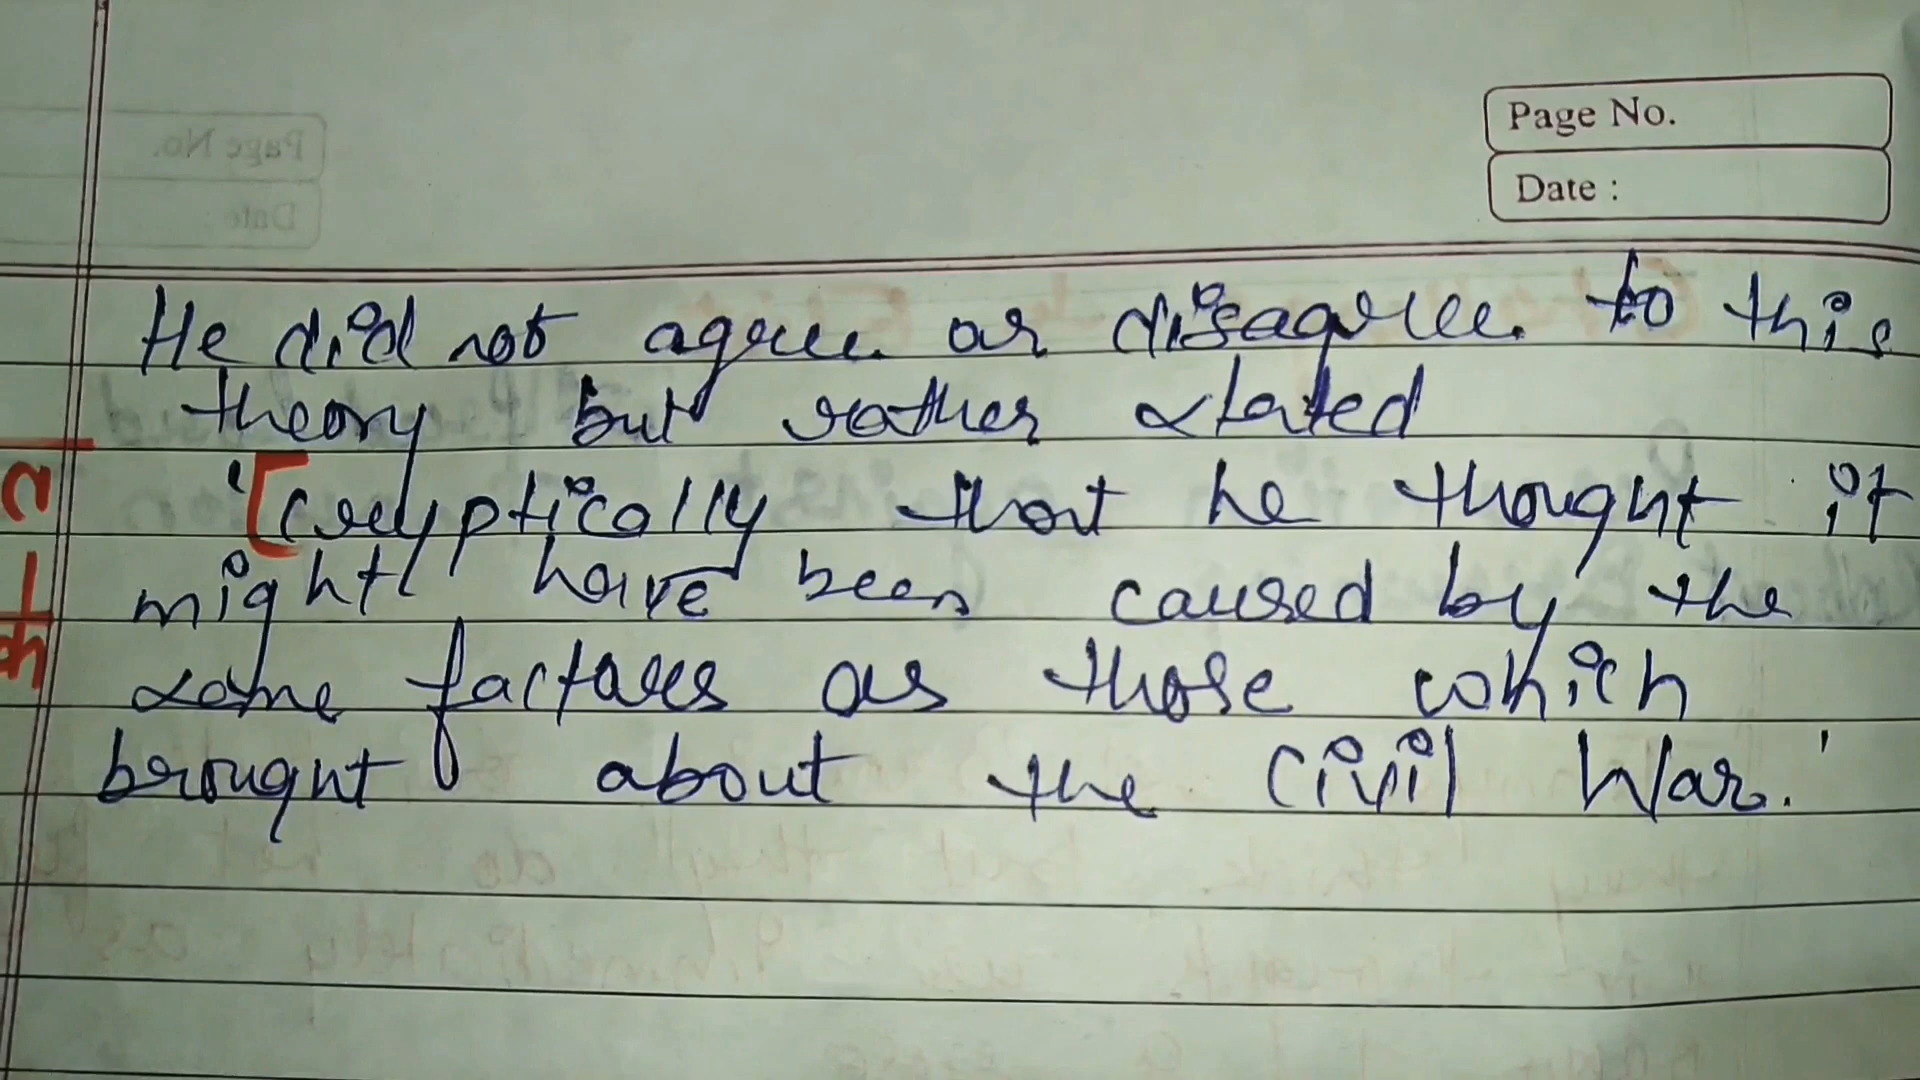 Page No.
Date :
He did not agree or disagree to this
theory but rather stated
'[cryptically that he thought it
might have been caused by the
same factors as those which
brought about the Civil War.'